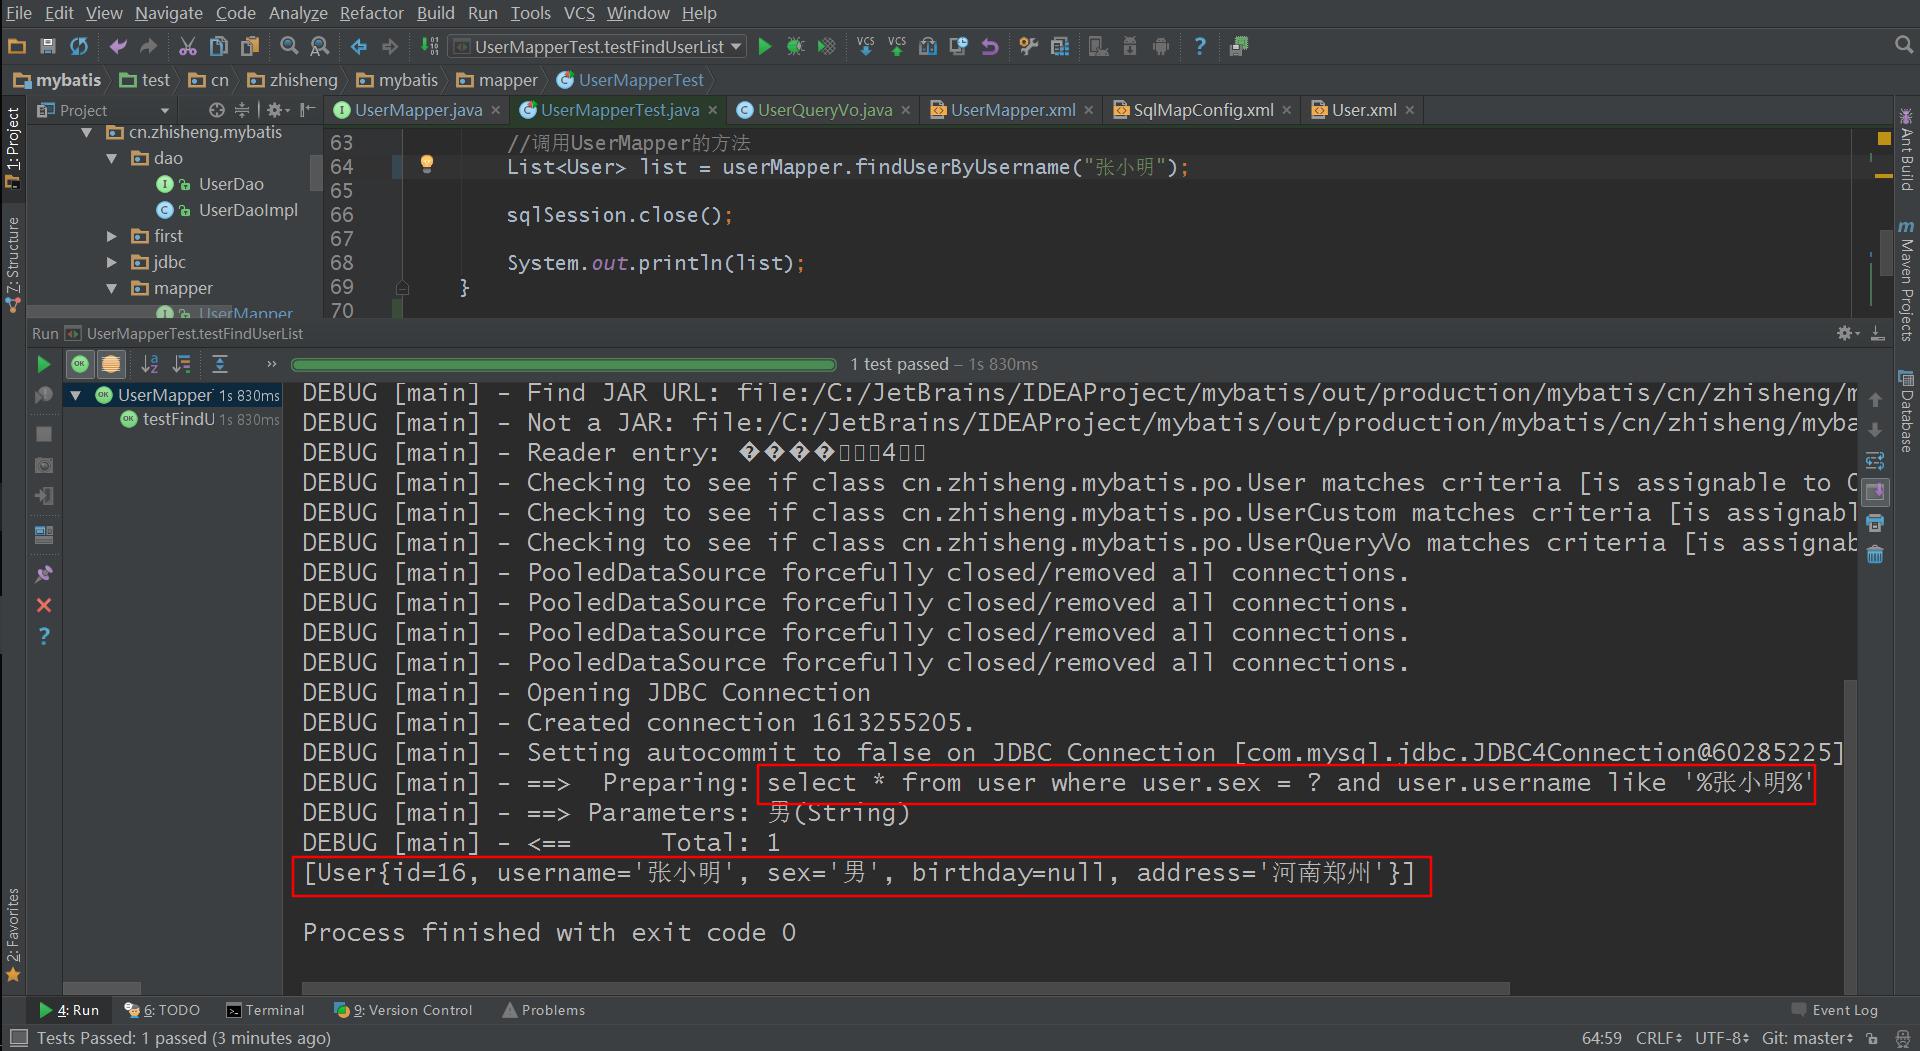 File Edit View Navigate Code Analyze Refactor Build Run Tools VCS Window Help
UserMapperTest.testFindUserList
VCS VCS
mybatis test cn zhisheng mybatis mapper UserMapperTest
Project
UserMapper.java UserMapperTest.java UserQueryVo.java UserMapper.xml SqlMapConfig.xml User.xml
1: Project
Z: Structure
2: Favorites
cn.zhisheng.mybatis
dao
UserDao
UserDaoImpl
first
jdbc
mapper
UserMapper
63 //调用UserMapper的方法
64 List<User> list = userMapper.findUserByUsername("张小明");
65
66 sqlSession.close();
67
68 System.out.println(list);
69 }
70
Ant Build
Maven Projects
Database
Run UserMapperTest.testFindUserList
1 test passed – 1s 830ms
UserMapper 1s 830ms
testFindU 1s 830ms
DEBUG [main] - Find JAR URL: file:/C:/JetBrains/IDEAProject/mybatis/out/production/mybatis/cn/zhisheng/m
DEBUG [main] - Not a JAR: file:/C:/JetBrains/IDEAProject/mybatis/out/production/mybatis/cn/zhisheng/myba
DEBUG [main] - Reader entry: ����4
DEBUG [main] - Checking to see if class cn.zhisheng.mybatis.po.User matches criteria [is assignable to O
DEBUG [main] - Checking to see if class cn.zhisheng.mybatis.po.UserCustom matches criteria [is assignabl
DEBUG [main] - Checking to see if class cn.zhisheng.mybatis.po.UserQueryVo matches criteria [is assignab
DEBUG [main] - PooledDataSource forcefully closed/removed all connections.
DEBUG [main] - PooledDataSource forcefully closed/removed all connections.
DEBUG [main] - PooledDataSource forcefully closed/removed all connections.
DEBUG [main] - PooledDataSource forcefully closed/removed all connections.
DEBUG [main] - Opening JDBC Connection
DEBUG [main] - Created connection 1613255205.
DEBUG [main] - Setting autocommit to false on JDBC Connection [com.mysql.jdbc.JDBC4Connection@60285225]
DEBUG [main] - ==> Preparing: select * from user where user.sex = ? and user.username like '%张小明%'
DEBUG [main] - ==> Parameters: 男(String)
DEBUG [main] - <== Total: 1
[User{id=16, username='张小明', sex='男', birthday=null, address='河南郑州'}]
Process finished with exit code 0
4: Run 6: TODO Terminal 9: Version Control Problems Event Log
Tests Passed: 1 passed (3 minutes ago) 64:59 CRLF UTF-8 Git: master